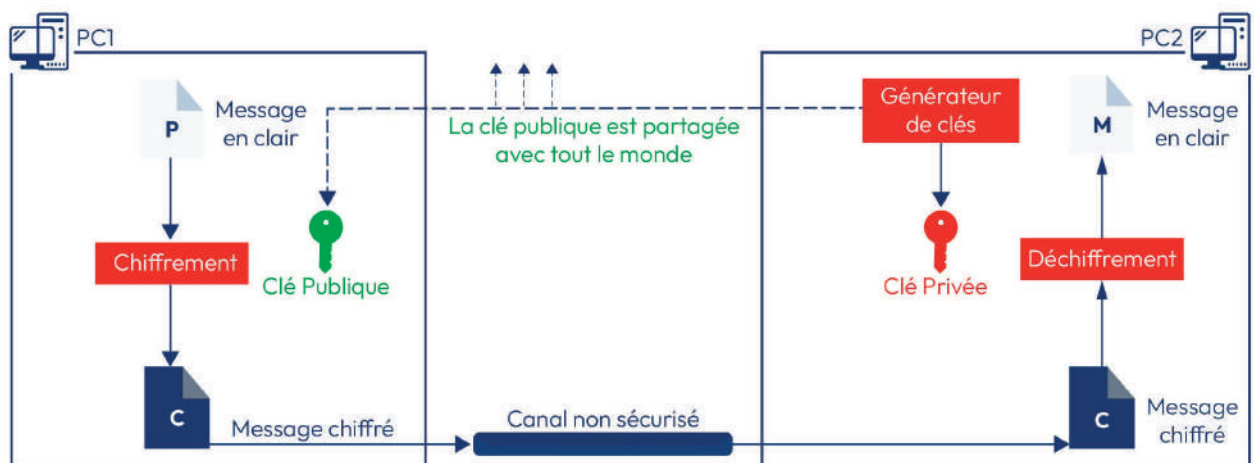 PC1
PC2
P
Message
en clair
La clé publique est partagée
avec tout le monde
Générateur
de clés
M
Message
en clair
Chiffrement
Clé Publique
Clé Privée
Déchiffrement
C
Message chiffré
Canal non sécurisé
C
Message
chiffré